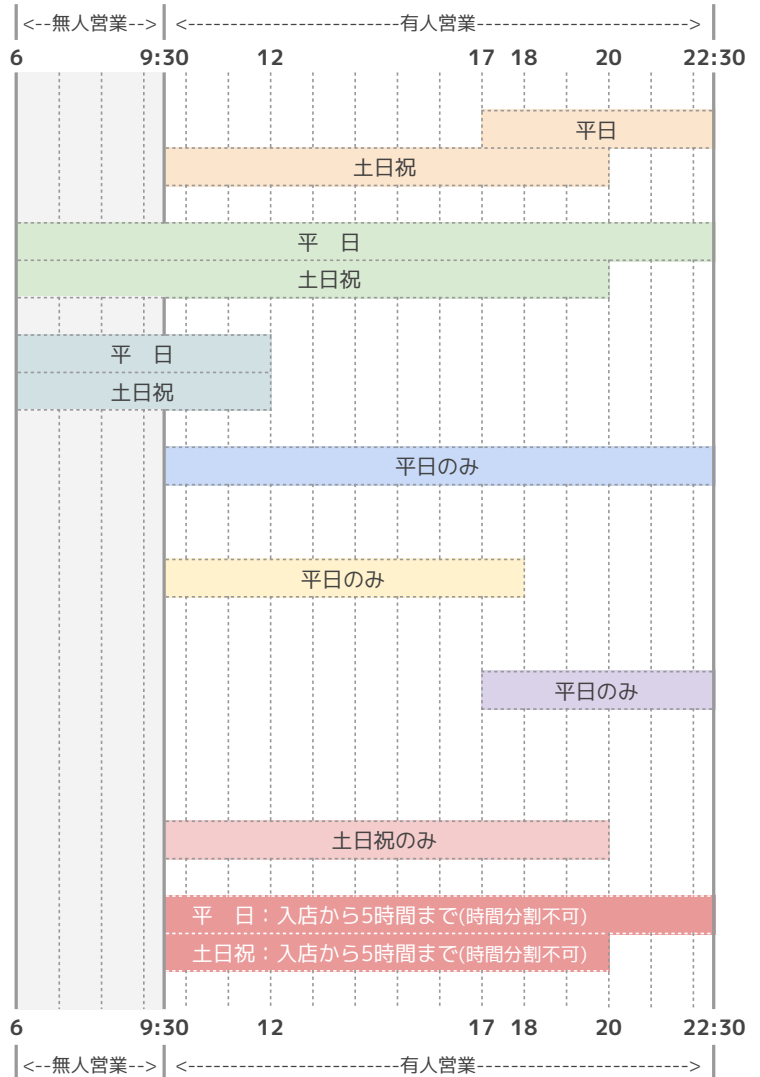 <--無人営業--> <-----------------------有人営業----------------------->
6 9:30 12 17 18 20 22:30
平日
土日祝
平　日
土日祝
平　日
土日祝
平日のみ
平日のみ
平日のみ
土日祝のみ
平　日：入店から5時間まで(時間分割不可)
土日祝：入店から5時間まで(時間分割不可)
6 9:30 12 17 18 20 22:30
<--無人営業--> <-----------------------有人営業----------------------->